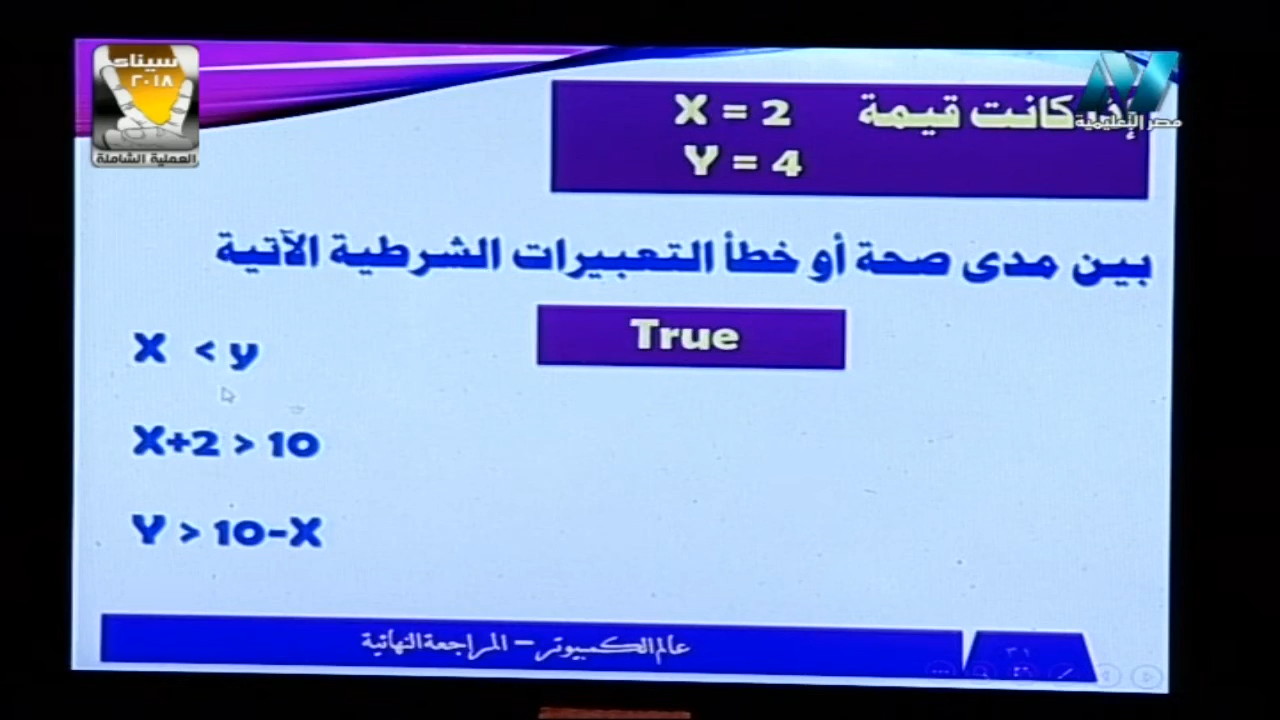 سيناء
٢٠١٨
العملية الشاملة
مصر التعليمية
إذا كانت قيمة X = 2
Y = 4
بين مدى صحة أو خطأ التعبيرات الشرطية الآتية
True
X < y
X+2 > 10
Y > 10-X
عالم الكمبيوتر – المراجعة النهائية
٣١